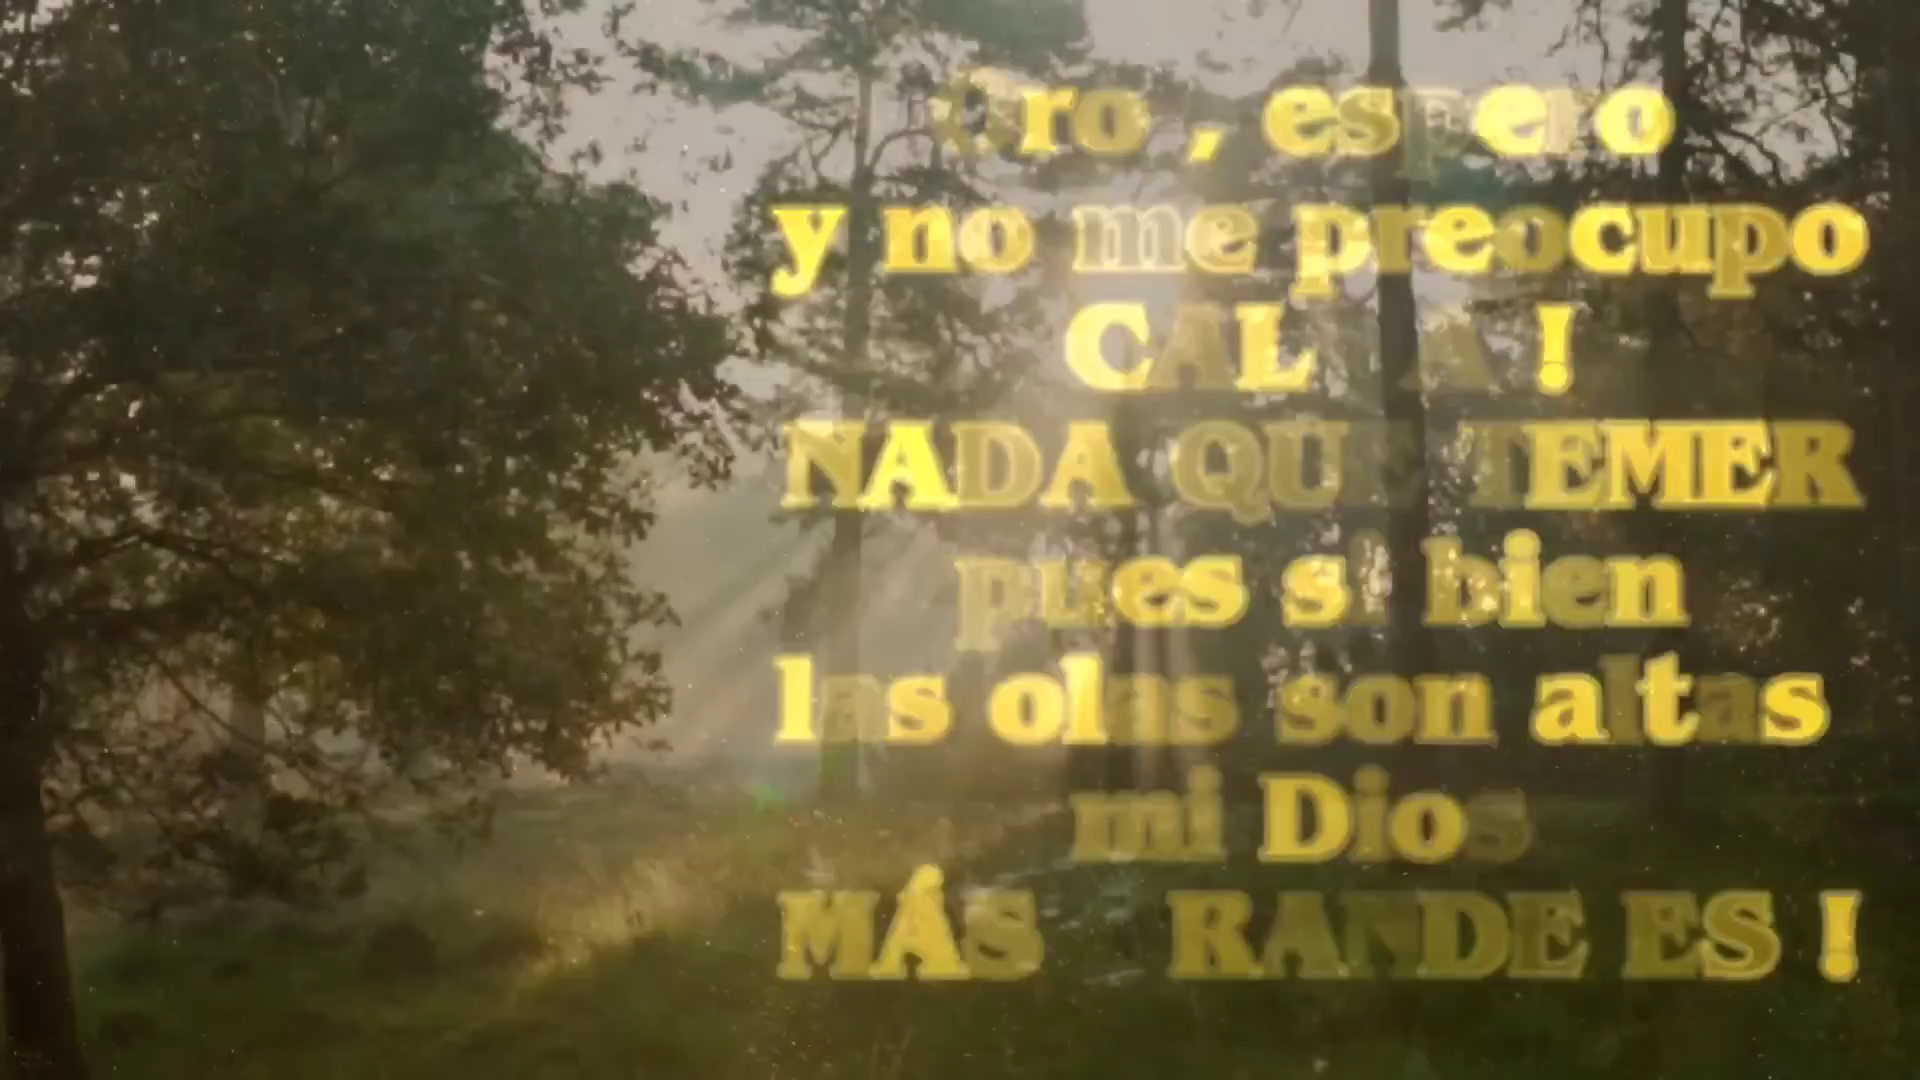 Oro , espero
y no me preocupo
CALMA !
NADA QUE TEMER
pues si bien
las olas son altas
mi Dios
MÁS GRANDE ES !